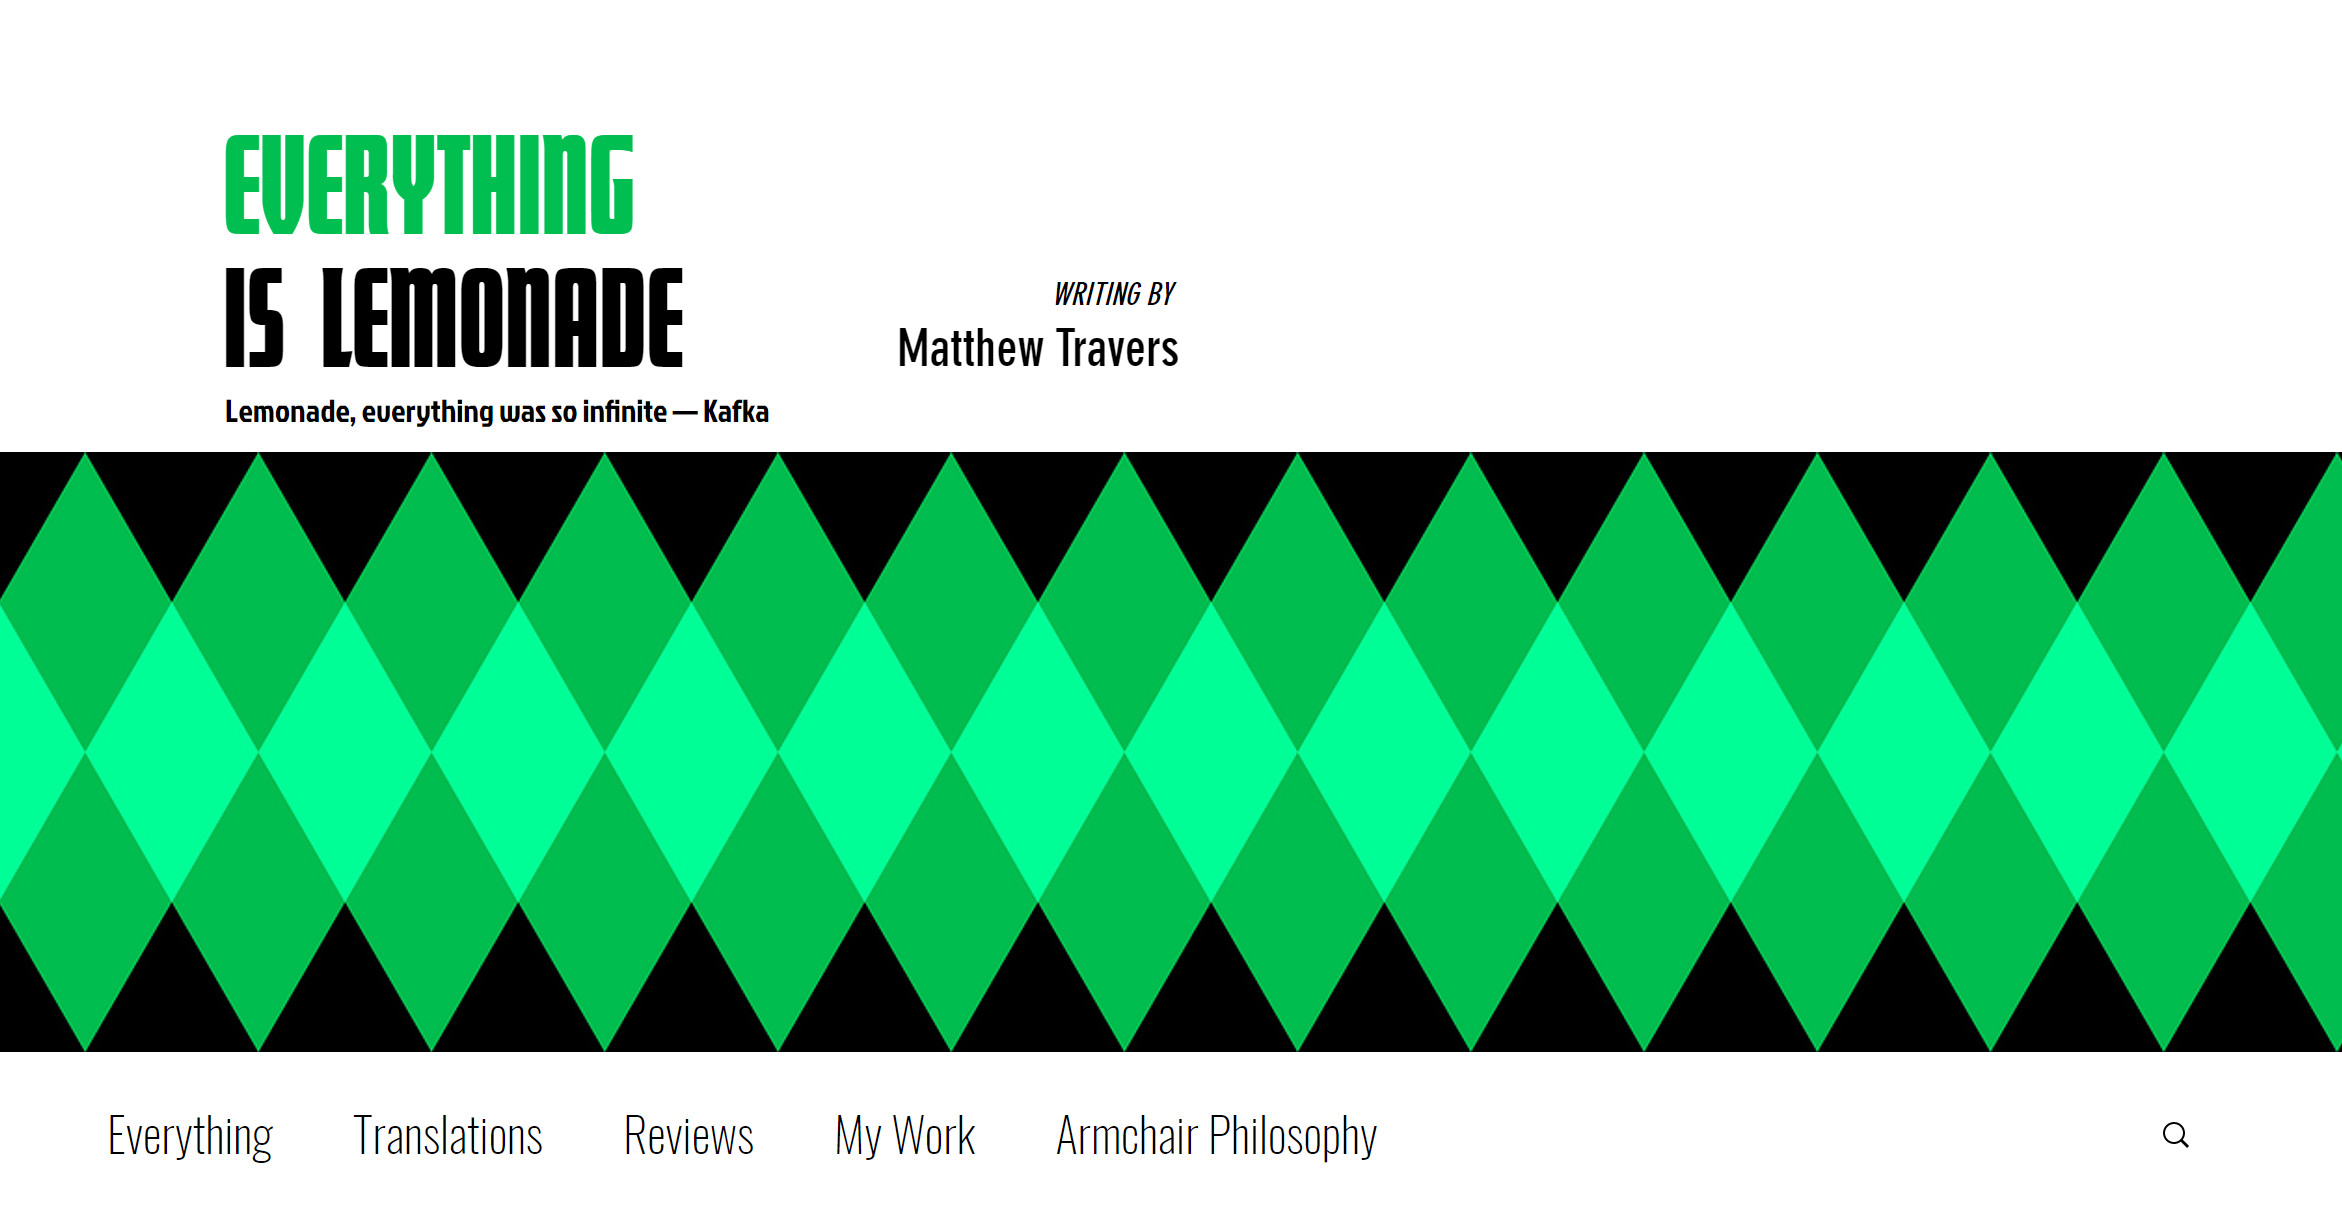 EVERYTHING
IS LEMONADE
Lemonade, everything was so infinite — Kafka
WRITING BY
Matthew Travers
Everything
Translations
Reviews
My Work
Armchair Philosophy